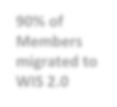 90% of
Members
migrated to
WIS 2.0